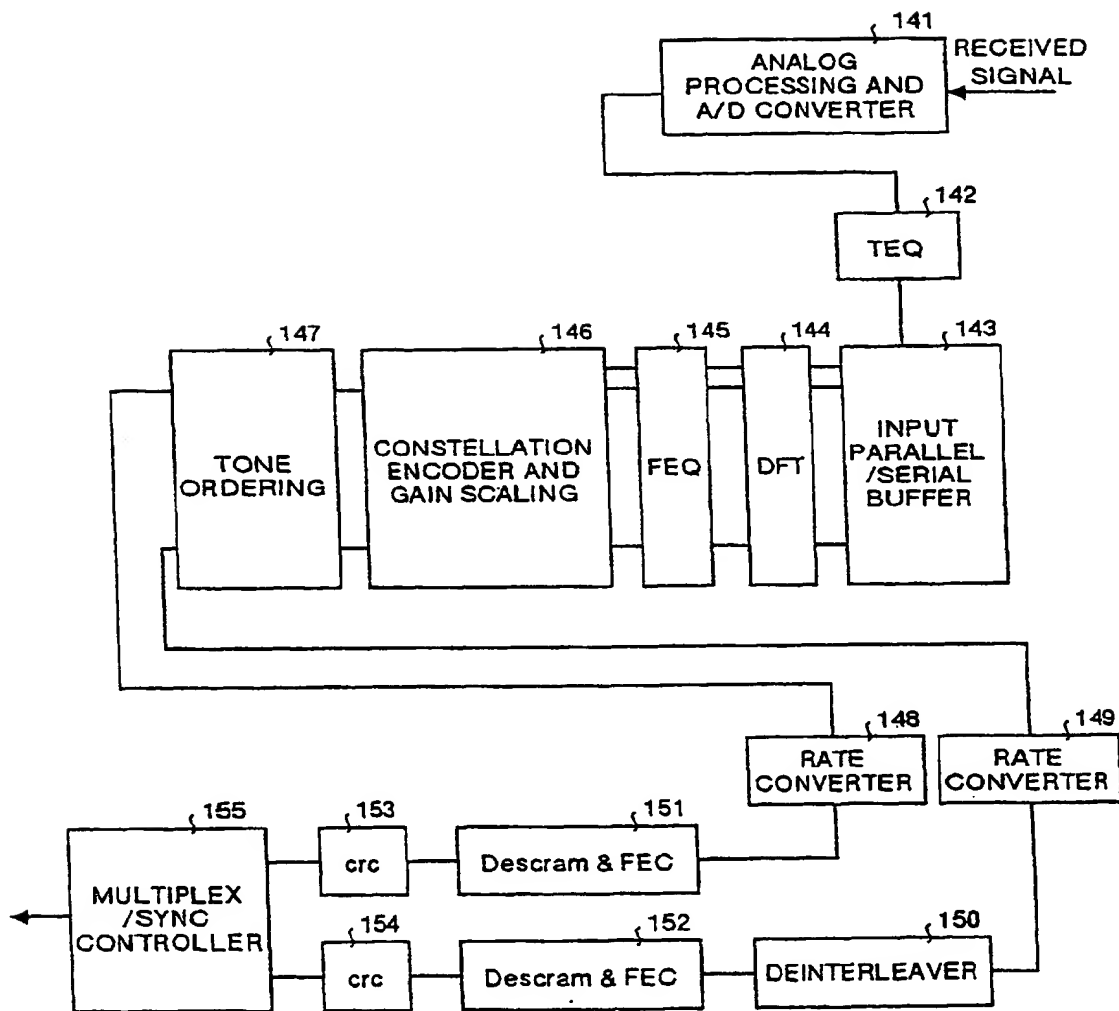 141
RECEIVED
SIGNAL
ANALOG
PROCESSING AND
A/D CONVERTER
142
TEQ
147
146
145
144
143
TONE
ORDERING
CONSTELLATION
ENCODER AND
GAIN SCALING
FEQ
DFT
INPUT
PARALLEL
/SERIAL
BUFFER
148
149
RATE
CONVERTER
RATE
CONVERTER
155
153
151
MULTIPLEX
/SYNC
CONTROLLER
crc
Descram & FEC
154
152
150
crc
Descram & FEC
DEINTERLEAVER